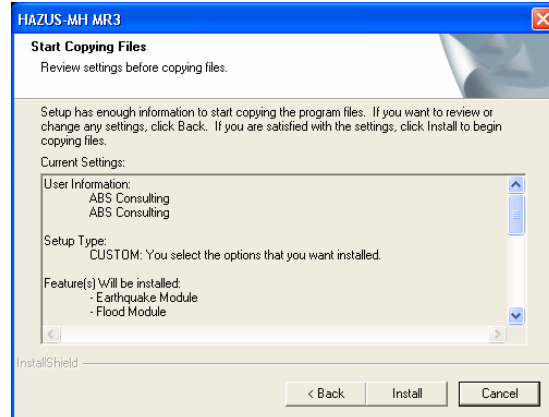 HAZUS-MH MR3
Start Copying Files
Review settings before copying files.
Setup has enough information to start copying the program files. If you want to review or
change any settings, click Back. If you are satisfied with the settings, click Install to begin
copying files.
Current Settings:
User Information:
ABS Consulting
ABS Consulting
Setup Type:
CUSTOM: You select the options that you want installed.
Feature(s) Will be installed:
- Earthquake Module
- Flood Module
InstallShield
< Back
Install
Cancel